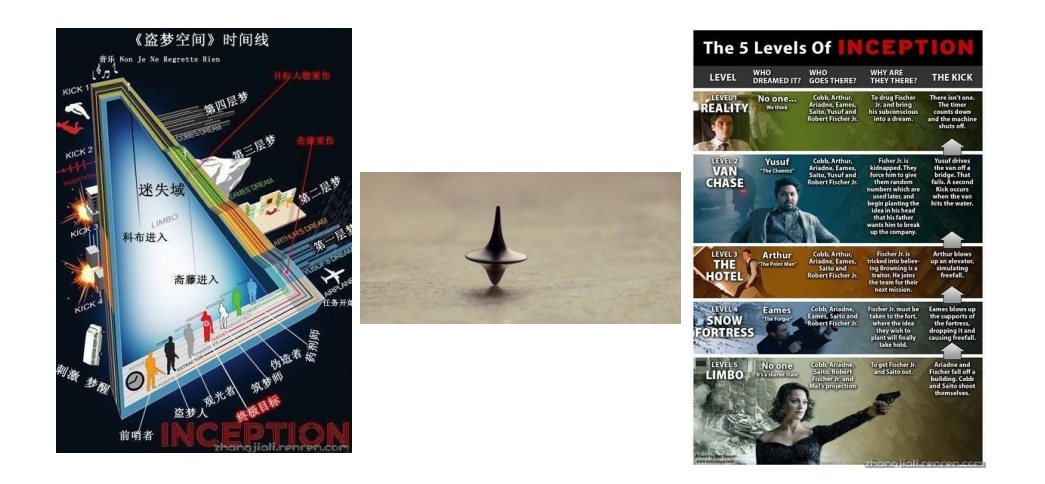 《盗梦空间》时间线
音乐 Non Je Ne Regrette Rien
目标人物重伤
KICK 1
第四层梦
COBB'S DREAM
斋藤重伤
KICK 2
第三层梦
INCEPTION
EAMES' DREAM
迷失域
第二层梦
LIMBO
KICK 3
科布进入
ARTHUR'S DREAM
第一层梦
YUSUF'S DREAM
斋藤进入
AIRPLANE
任务开始
KICK 4
刺激 梦醒
药剂师
伪造者
筑梦师
观光者
终极目标
盗梦人
前哨者
INCEPTION
zhangjiali.renren.com
The 5 Levels Of INCEPTION
LEVEL
WHO DREAMED IT?
WHO GOES THERE?
WHY ARE THEY THERE?
THE KICK
LEVEL 1
REALITY
No one...
We think
Cobb, Arthur,
Ariadne, Eames,
Saito, Yusuf and
Robert Fischer Jr.
To drug Fischer
Jr. and bring
his subconscious
into a dream.
There isn't one.
The timer
counts down
and the machine
shuts off.
LEVEL 2
VAN
CHASE
Yusuf
"The Chemist"
Cobb, Arthur,
Ariadne, Eames,
Saito, Yusuf and
Robert Fischer Jr.
Fisher Jr. is
kidnapped. They
force him to give
them random
numbers which are
used later, and
begin planting the
idea in his head
that his father
wants him to break
up the company.
Yusuf drives
the van off a
bridge. That
fails. A second
Kick occurs
when the van
hits the water.
LEVEL 3
THE
HOTEL
Arthur
"The Point Man"
Cobb, Arthur,
Ariadne, Eames,
Saito and
Robert Fischer Jr.
Fischer Jr. is
tricked into believ-
ing Browning is a
traitor. He joins
the team for their
next mission.
Arthur blows
up an elevator,
simulating
freefall.
LEVEL 4
SNOW
FORTRESS
Eames
"The Forger"
Cobb, Ariadne,
Eames, Saito and
Robert Fischer Jr.
Fischer Jr. must be
taken to the fort,
where the idea
they wish to
plant will finally
take hold.
Eames blows up
the supports of
the fortress,
dropping it and
causing freefall.
LEVEL 5
LIMBO
No one
It's a shared state
Cobb, Ariadne,
Saito, Robert
Fischer Jr. and
Mal's projection
To get Fischer Jr.
and Saito out.
Ariadne and
Fischer fall off a
building. Cobb
and Saito shoot
themselves.
zhangjiali.renren.com